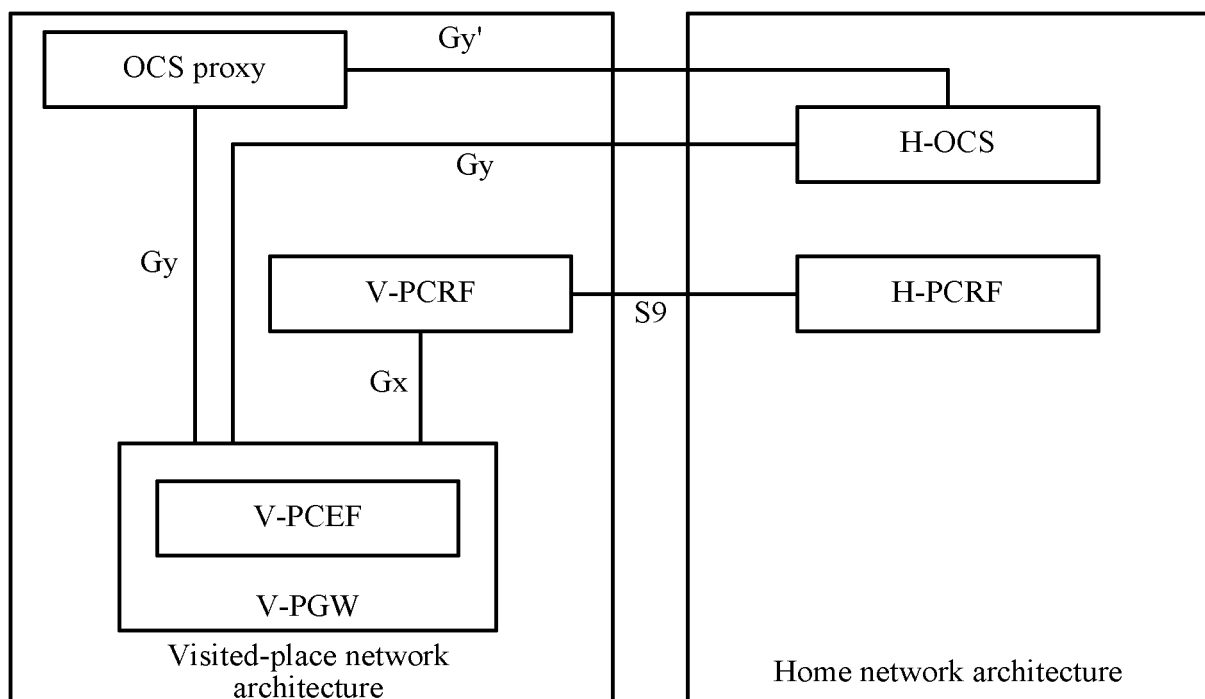 Gy'
OCS proxy
H-OCS
Gy
Gy
V-PCRF
H-PCRF
S9
Gx
V-PCEF
V-PGW
Visited-place network
architecture
Home network architecture